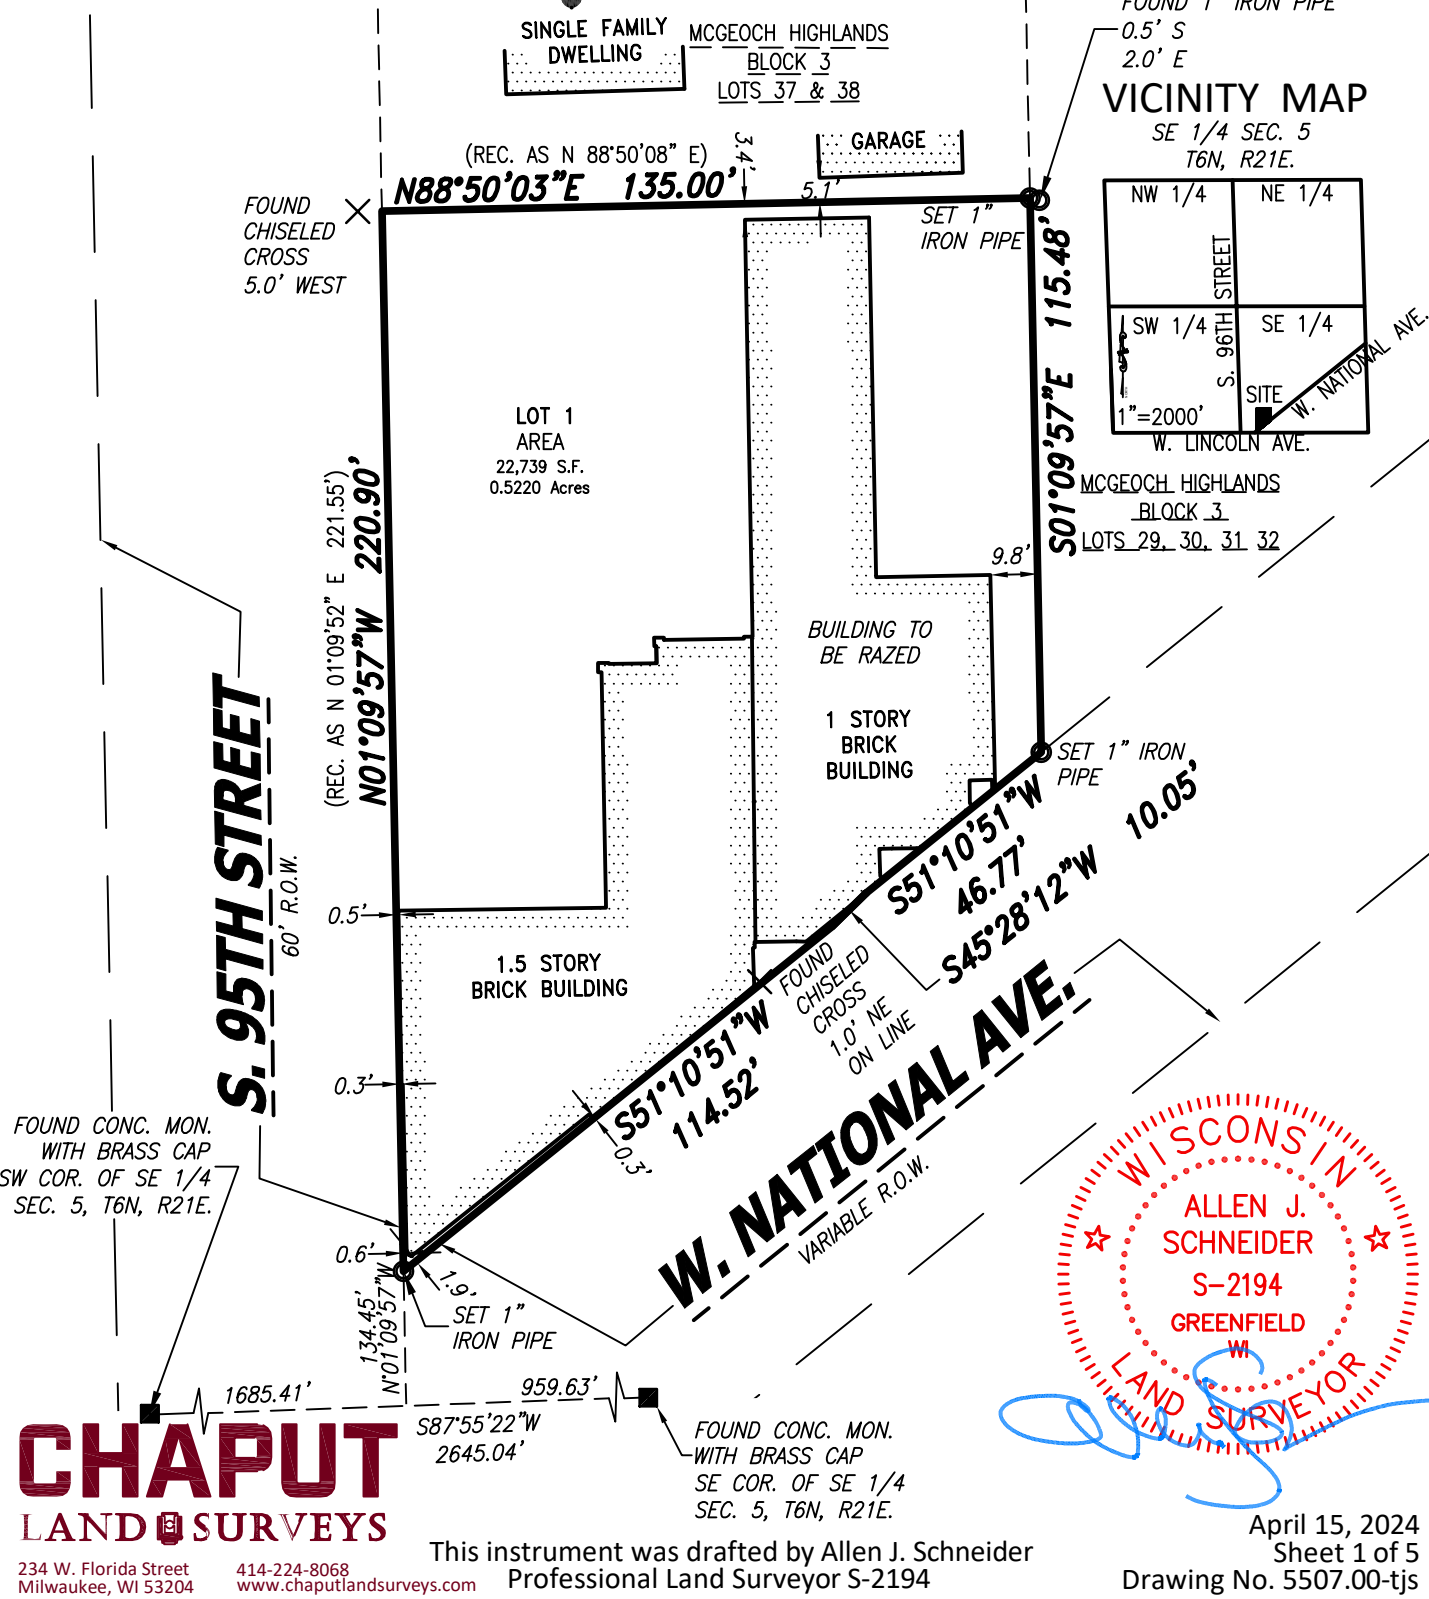 SINGLE FAMILY
DWELLING
MCGEOCH HIGHLANDS
BLOCK 3
LOTS 37 & 38
FOUND 1" IRON PIPE
0.5' S
2.0' E
VICINITY MAP
SE 1/4 SEC. 5
T6N, R21E.
NW 1/4
NE 1/4
SW 1/4
SE 1/4
S. 96TH STREET
W. NATIONAL AVE.
SITE
1"=2000'
W. LINCOLN AVE.
(REC. AS N 88°50'08" E)
N88°50'03"E 135.00'
3.4'
GARAGE
5.1'
FOUND
CHISELED
CROSS
5.0' WEST
SET 1"
IRON PIPE
S01°09'57"E 115.48'
LOT 1
AREA
22,739 S.F.
0.5220 Acres
MCGEOCH HIGHLANDS
BLOCK 3
LOTS 29, 30, 31 32
9.8'
(REC. AS N 01°09'52" E 221.55')
N01°09'57"W 220.90'
BUILDING TO
BE RAZED
1 STORY
BRICK
BUILDING
SET 1" IRON
PIPE
S. 95TH STREET
60' R.O.W.
S51°10'51"W
46.77'
S45°28'12"W 10.05'
0.5'
1.5 STORY
BRICK BUILDING
FOUND
CHISELED
CROSS
1.0' NE
ON LINE
S51°10'51"W
114.52'
0.3'
0.3'
W. NATIONAL AVE.
VARIABLE R.O.W.
FOUND CONC. MON.
WITH BRASS CAP
SW COR. OF SE 1/4
SEC. 5, T6N, R21E.
0.6'
1.9'
SET 1"
IRON PIPE
134.45'
N°01'09'57"W
1685.41'
959.63'
S87°55'22"W
2645.04'
FOUND CONC. MON.
WITH BRASS CAP
SE COR. OF SE 1/4
SEC. 5, T6N, R21E.
WISCONSIN
ALLEN J.
SCHNEIDER
S-2194
GREENFIELD
WI
LAND SURVEYOR
CHAPUT
LAND SURVEYS
234 W. Florida Street
Milwaukee, WI 53204
414-224-8068
www.chaputlandsurveys.com
This instrument was drafted by Allen J. Schneider
Professional Land Surveyor S-2194
April 15, 2024
Sheet 1 of 5
Drawing No. 5507.00-tjs